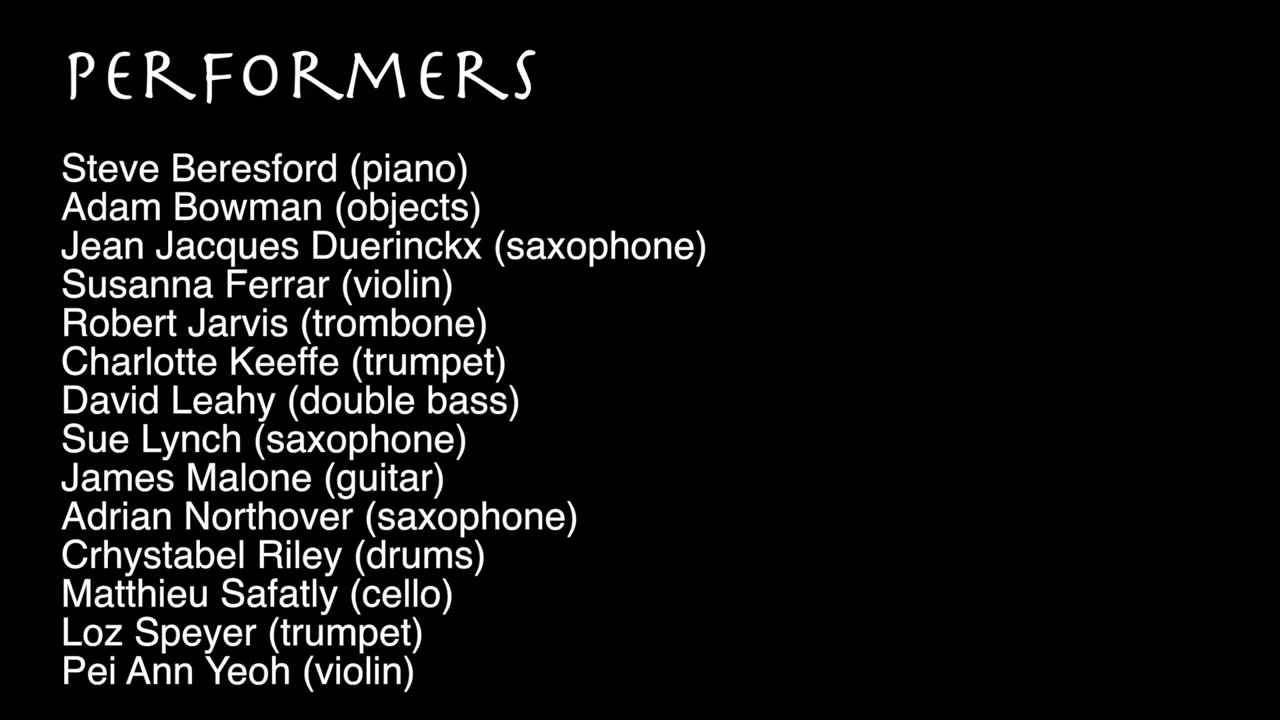 PERFORMERS
Steve Beresford (piano)
Adam Bowman (objects)
Jean Jacques Duerinckx (saxophone)
Susanna Ferrar (violin)
Robert Jarvis (trombone)
Charlotte Keeffe (trumpet)
David Leahy (double bass)
Sue Lynch (saxophone)
James Malone (guitar)
Adrian Northover (saxophone)
Crhystabel Riley (drums)
Matthieu Safatly (cello)
Loz Speyer (trumpet)
Pei Ann Yeoh (violin)